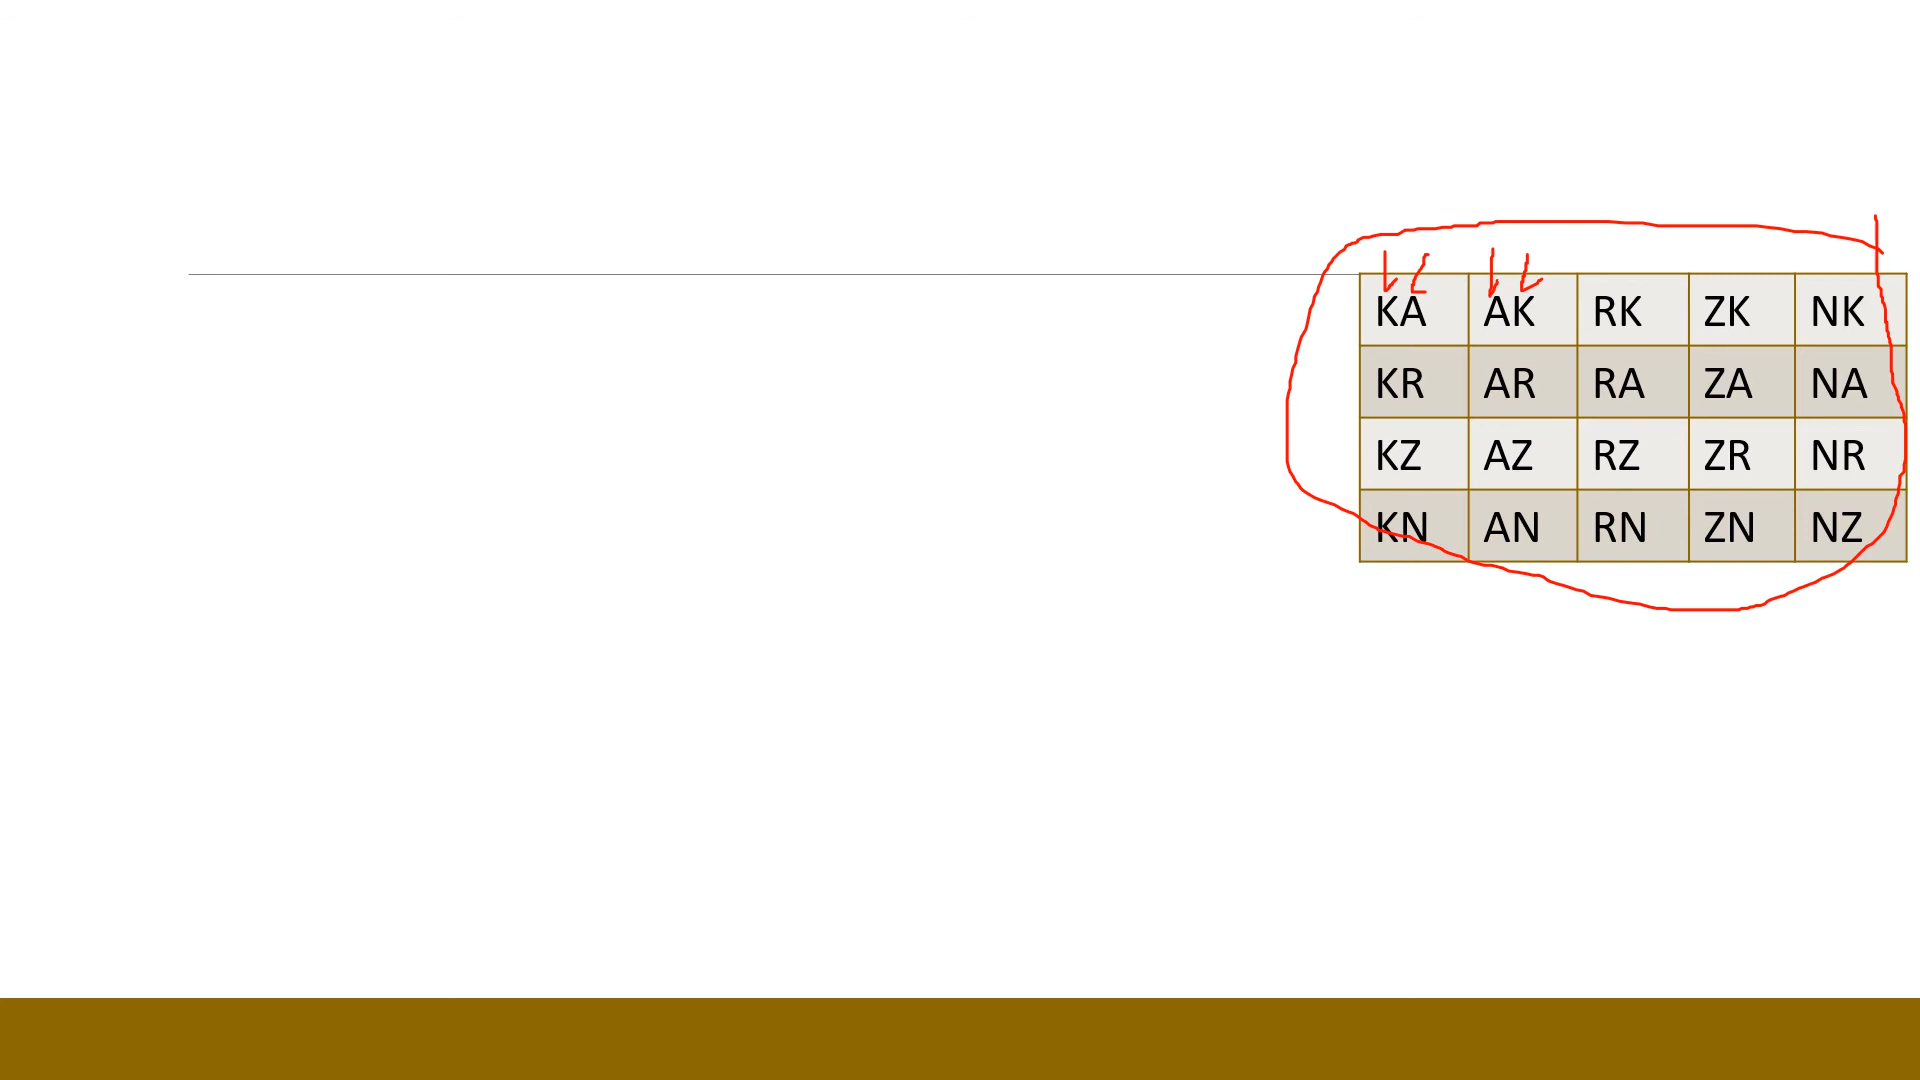 KA AK RK ZK NK
KR AR RA ZA NA
KZ AZ RZ ZR NR
KN AN RN ZN NZ